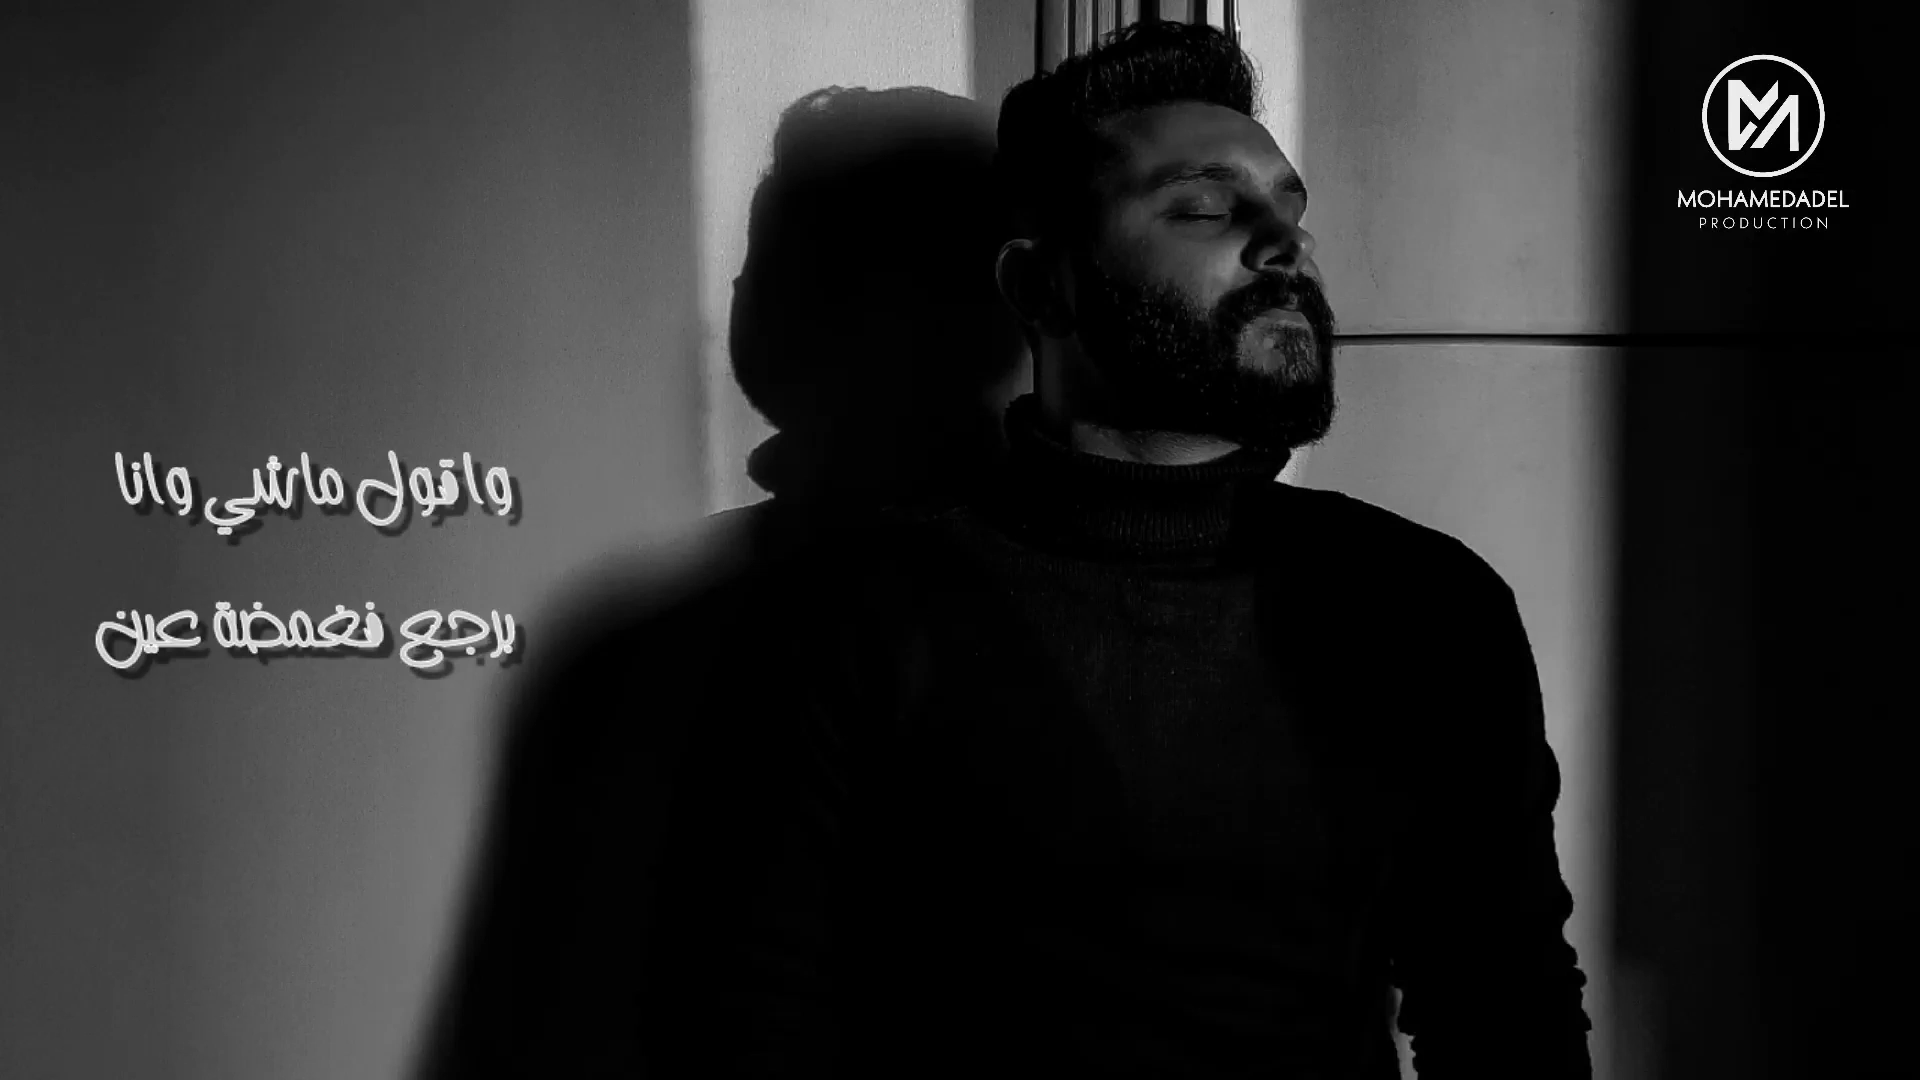 واقول ماشي وانا
برجع فغمضة عين
MOHAMEDADEL
PRODUCTION